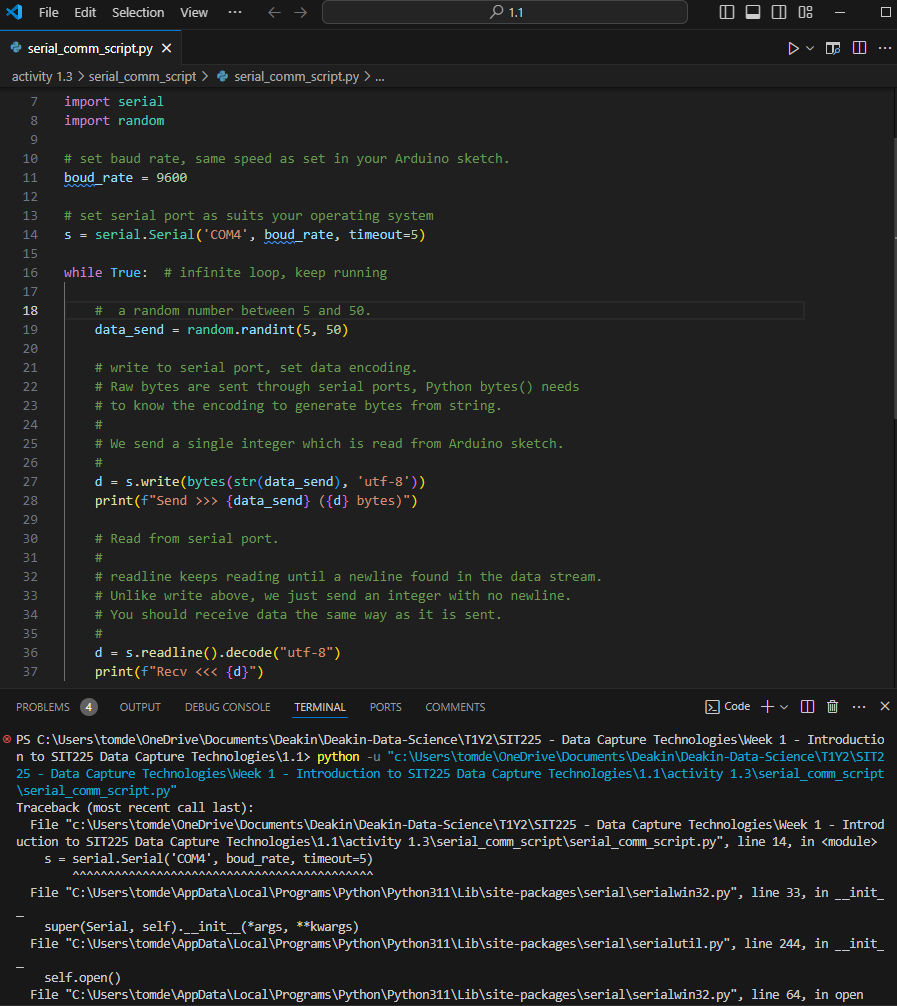 File Edit Selection View ··· ← → 1.1
serial_comm_script.py ×
activity 1.3 > serial_comm_script > serial_comm_script.py > ...
7 import serial
8 import random
9
10 # set baud rate, same speed as set in your Arduino sketch.
11 boud_rate = 9600
12
13 # set serial port as suits your operating system
14 s = serial.Serial('COM4', boud_rate, timeout=5)
15
16 while True:  # infinite loop, keep running
17
18 #  a random number between 5 and 50.
19 data_send = random.randint(5, 50)
20
21 # write to serial port, set data encoding.
22 # Raw bytes are sent through serial ports, Python bytes() needs
23 # to know the encoding to generate bytes from string.
24 #
25 # We send a single integer which is read from Arduino sketch.
26 #
27 d = s.write(bytes(str(data_send), 'utf-8'))
28 print(f"Send >>> {data_send} ({d} bytes)")
29
30 # Read from serial port.
31 #
32 # readline keeps reading until a newline found in the data stream.
33 # Unlike write above, we just send an integer with no newline.
34 # You should receive data the same way as it is sent.
35 #
36 d = s.readline().decode("utf-8")
37 print(f"Recv <<< {d}")
PROBLEMS 4 OUTPUT DEBUG CONSOLE TERMINAL PORTS COMMENTS Code
PS C:\Users\tomde\OneDrive\Documents\Deakin\Deakin-Data-Science\T1Y2\SIT225 - Data Capture Technologies\Week 1 - Introductio
n to SIT225 Data Capture Technologies\1.1> python -u "c:\Users\tomde\OneDrive\Documents\Deakin\Deakin-Data-Science\T1Y2\SIT2
25 - Data Capture Technologies\Week 1 - Introduction to SIT225 Data Capture Technologies\1.1\activity 1.3\serial_comm_script
\serial_comm_script.py"
Traceback (most recent call last):
File "c:\Users\tomde\OneDrive\Documents\Deakin\Deakin-Data-Science\T1Y2\SIT225 - Data Capture Technologies\Week 1 - Introd
uction to SIT225 Data Capture Technologies\1.1\activity 1.3\serial_comm_script\serial_comm_script.py", line 14, in <module>
s = serial.Serial('COM4', boud_rate, timeout=5)
^^^^^^^^^^^^^^^^^^^^^^^^^^^^^^^^^^^^^^^^^^^
File "C:\Users\tomde\AppData\Local\Programs\Python\Python311\Lib\site-packages\serial\serialwin32.py", line 33, in __init_
_
super(Serial, self).__init__(*args, **kwargs)
File "C:\Users\tomde\AppData\Local\Programs\Python\Python311\Lib\site-packages\serial\serialutil.py", line 244, in __init_
_
self.open()
File "C:\Users\tomde\AppData\Local\Programs\Python\Python311\Lib\site-packages\serial\serialwin32.py", line 64, in open